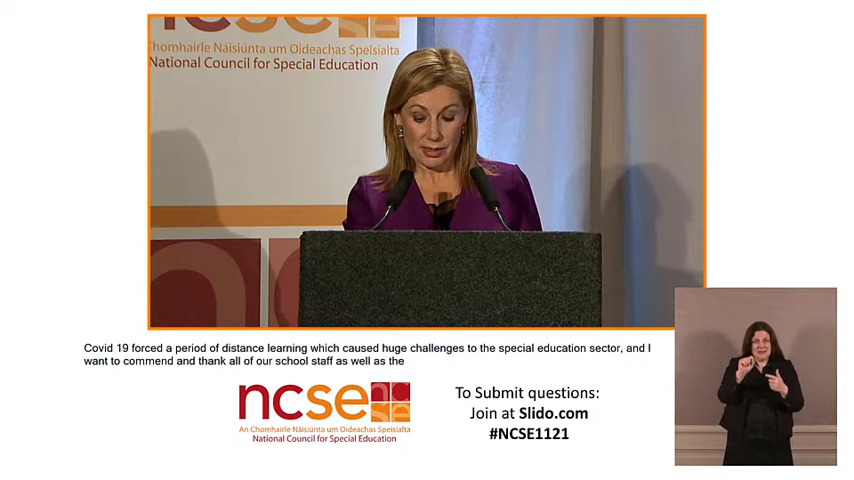 ncse
Chomhairle Náisiúnta um Oideachas Speisialta
National Council for Special Education
Covid 19 forced a period of distance learning which caused huge challenges to the special education sector, and I
want to commend and thank all of our school staff as well as the
ncse
nc
se
An Chomhairle Náisiúnta um Oideachas Speisialta
National Council for Special Education
To Submit questions:
Join at Slido.com
#NCSE1121